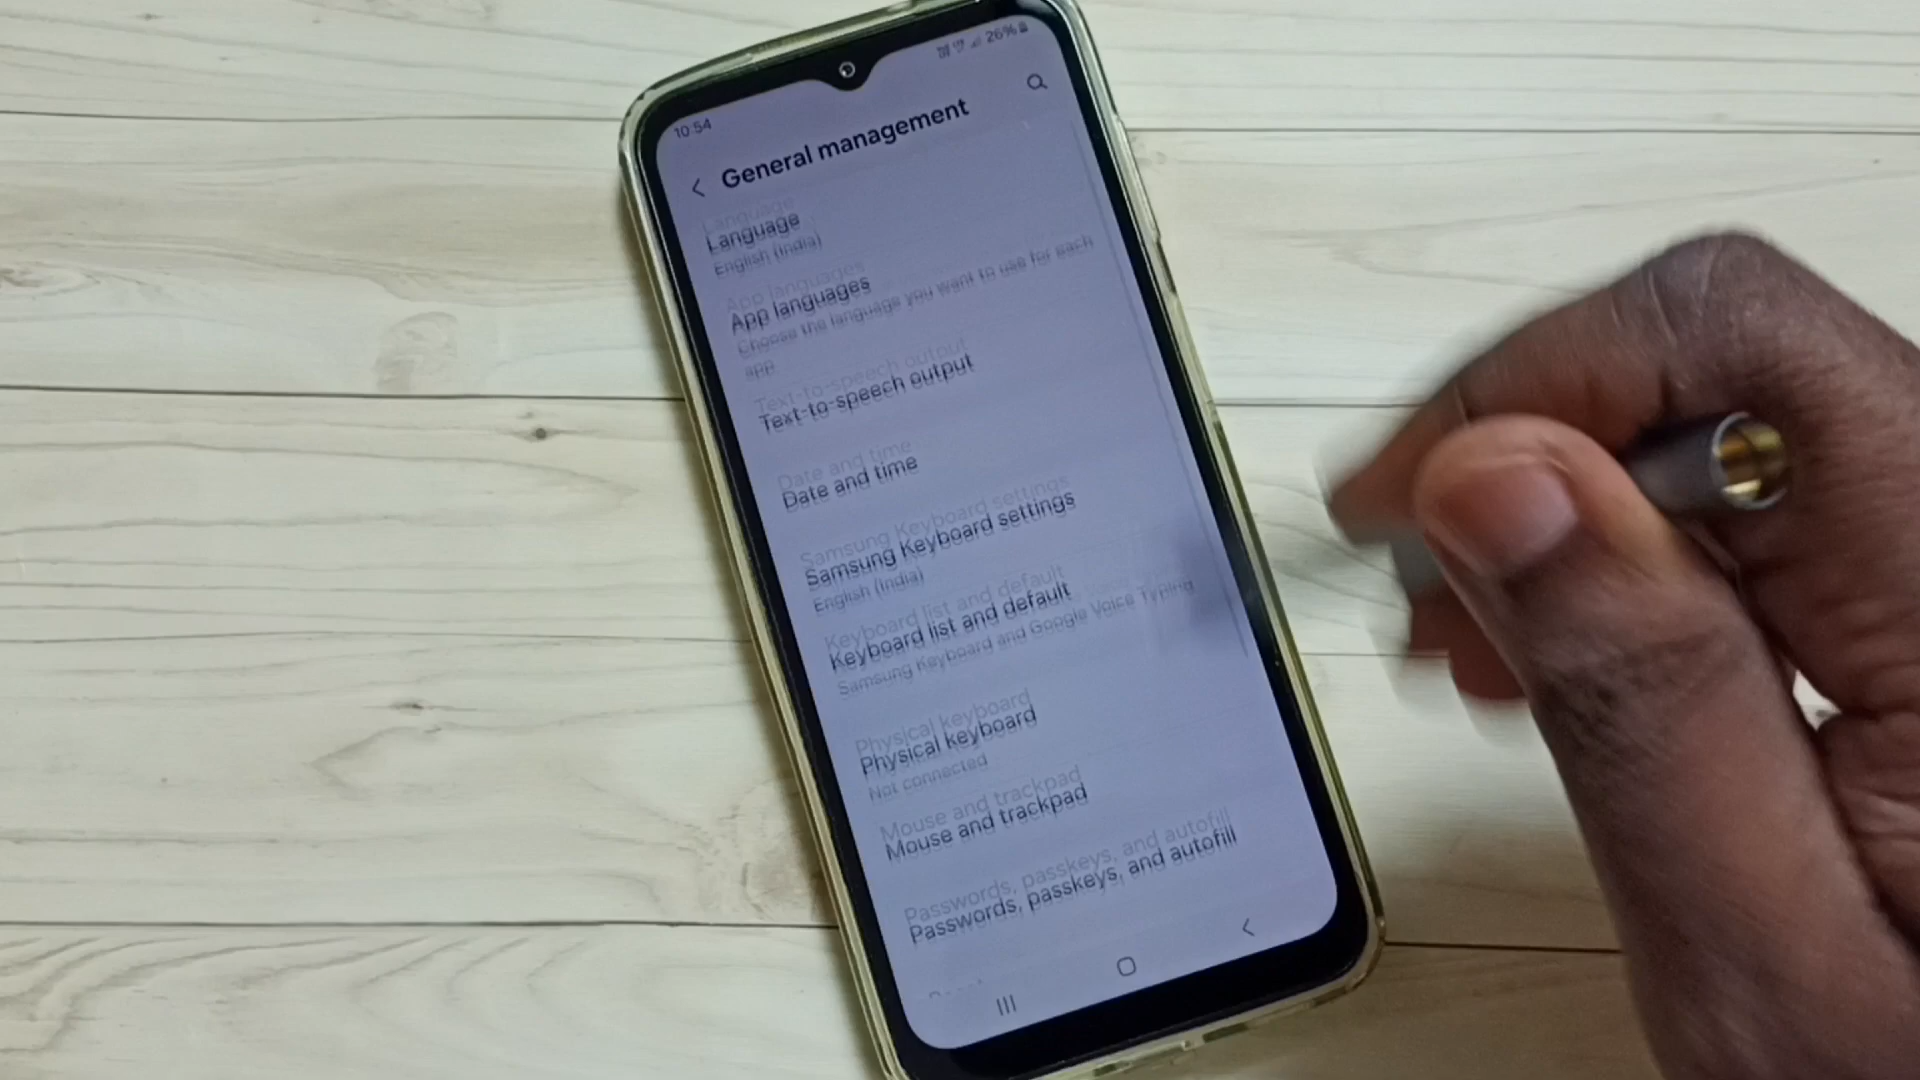 10:54
26%
General management
Language
English (India)
App languages
Choose the language you want to use for each
app
Text-to-speech output
Date and time
Samsung Keyboard settings
English (India)
Keyboard list and default
Samsung Keyboard and Google Voice Typing
Physical keyboard
Not connected
Mouse and trackpad
Passwords, passkeys, and autofill